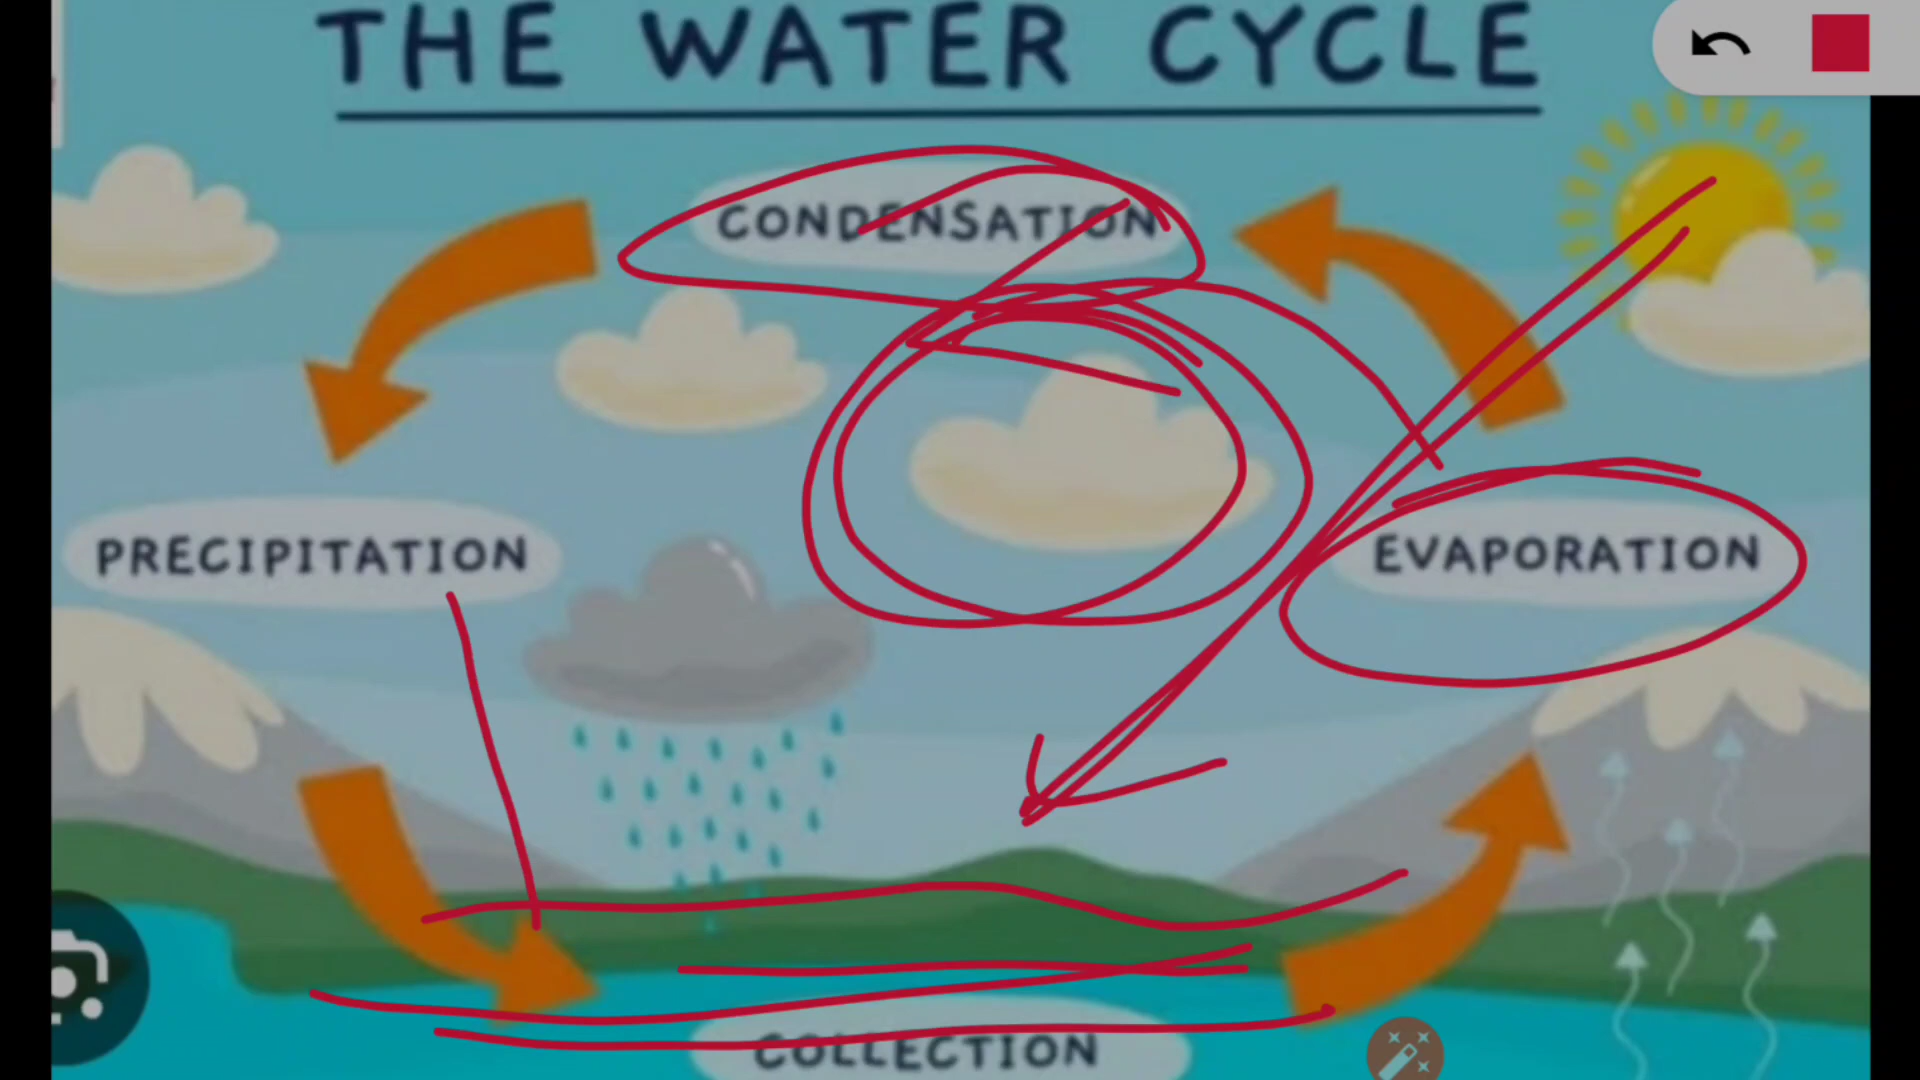 THE WATER CYCLE
CONDENSATION
PRECIPITATION
EVAPORATION
COLLECTION